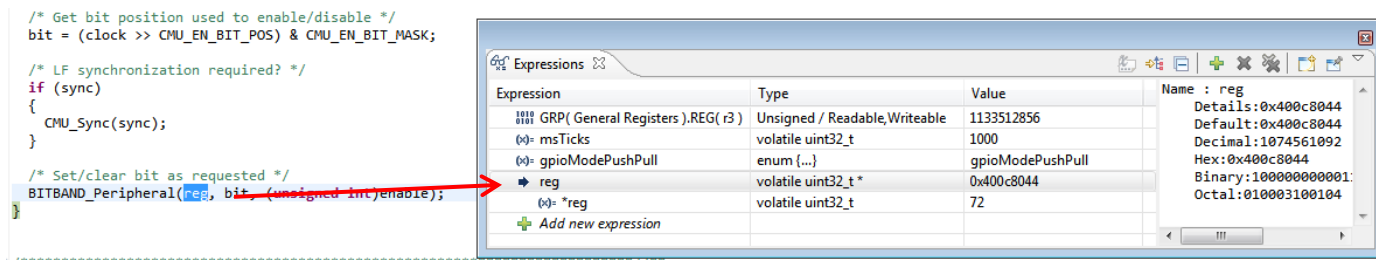 /* Get bit position used to enable/disable */
bit = (clock >> CMU_EN_BIT_POS) & CMU_EN_BIT_MASK;
/* LF synchronization required? */
if (sync)
{
CMU_Sync(sync);
}
/* Set/clear bit as requested */
BITBAND_Peripheral(reg, bit, (unsigned int)enable);
}
Expressions
Expression Type Value
GRP( General Registers ).REG( r3 ) Unsigned / Readable,Writeable 1133512856
(x)= msTicks volatile uint32_t 1000
(x)= gpioModePushPull enum {...} gpioModePushPull
reg volatile uint32_t * 0x400c8044
(x)= *reg volatile uint32_t 72
Add new expression
Name : reg
Details:0x400c8044
Default:0x400c8044
Decimal:1074561092
Hex:0x400c8044
Binary:100000000001
Octal:010003100104